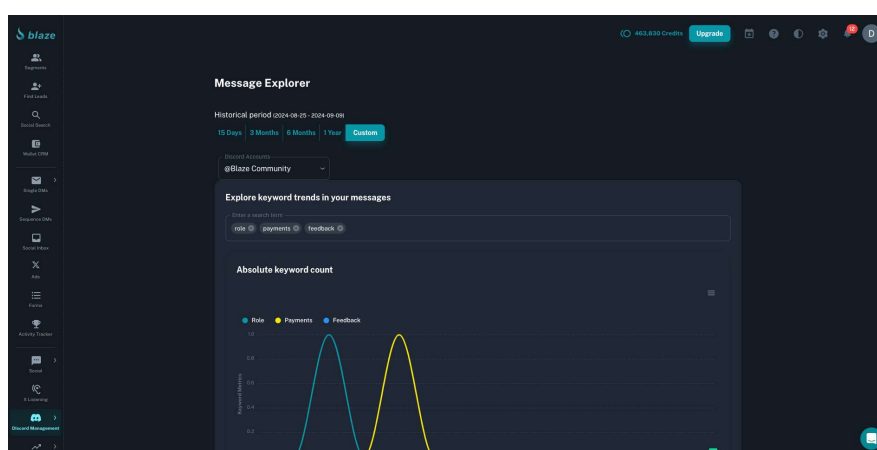 blaze
463,830 Credits
Upgrade
12
D
Segments
Find Leads
Social Search
Wallet CRM
Single DMs
Sequence DMs
Social Inbox
Ads
Forms
Activity Tracker
Social
X Listening
Discord Management
Message Explorer
Historical period (2024-08-25 - 2024-09-09)
15 Days 3 Months 6 Months 1 Year Custom
Discord Accounts
@Blaze Community
Explore keyword trends in your messages
Enter a search term
role payments feedback
Absolute keyword count
Role Payments Feedback
Keyword Metrics
1.0
0.8
0.6
0.4
0.2